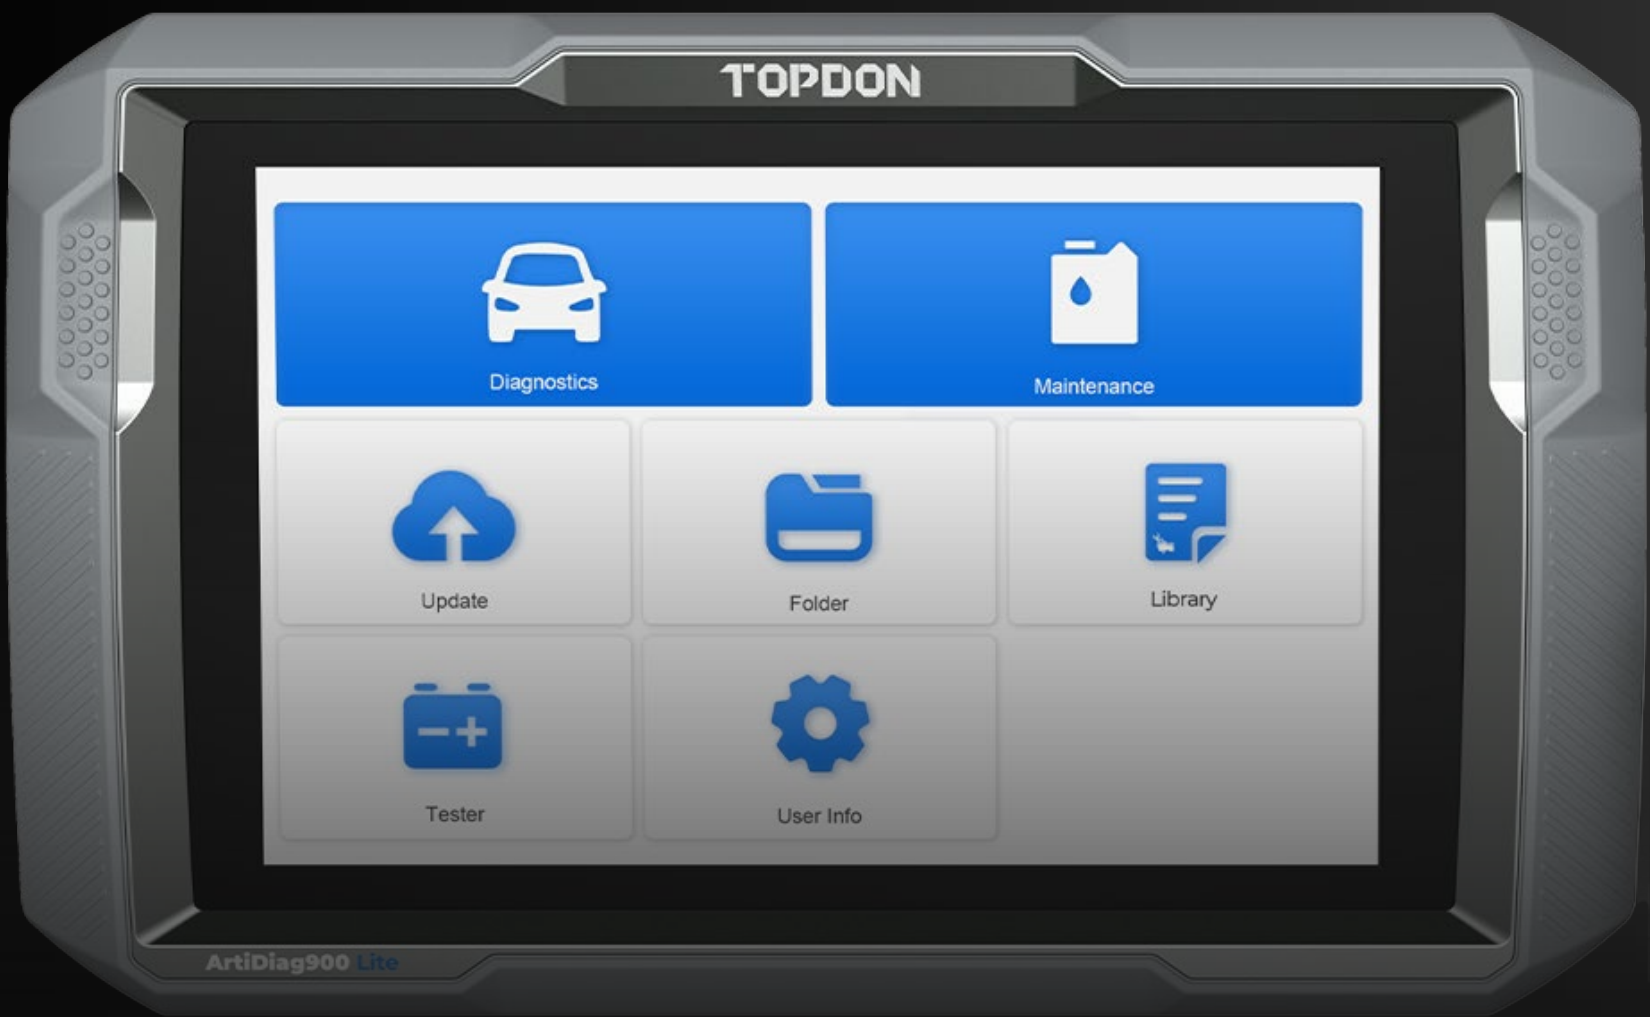 TOPDON
Diagnostics
Maintenance
Update
Folder
Library
Tester
User Info
ArtiDiag900 Lite